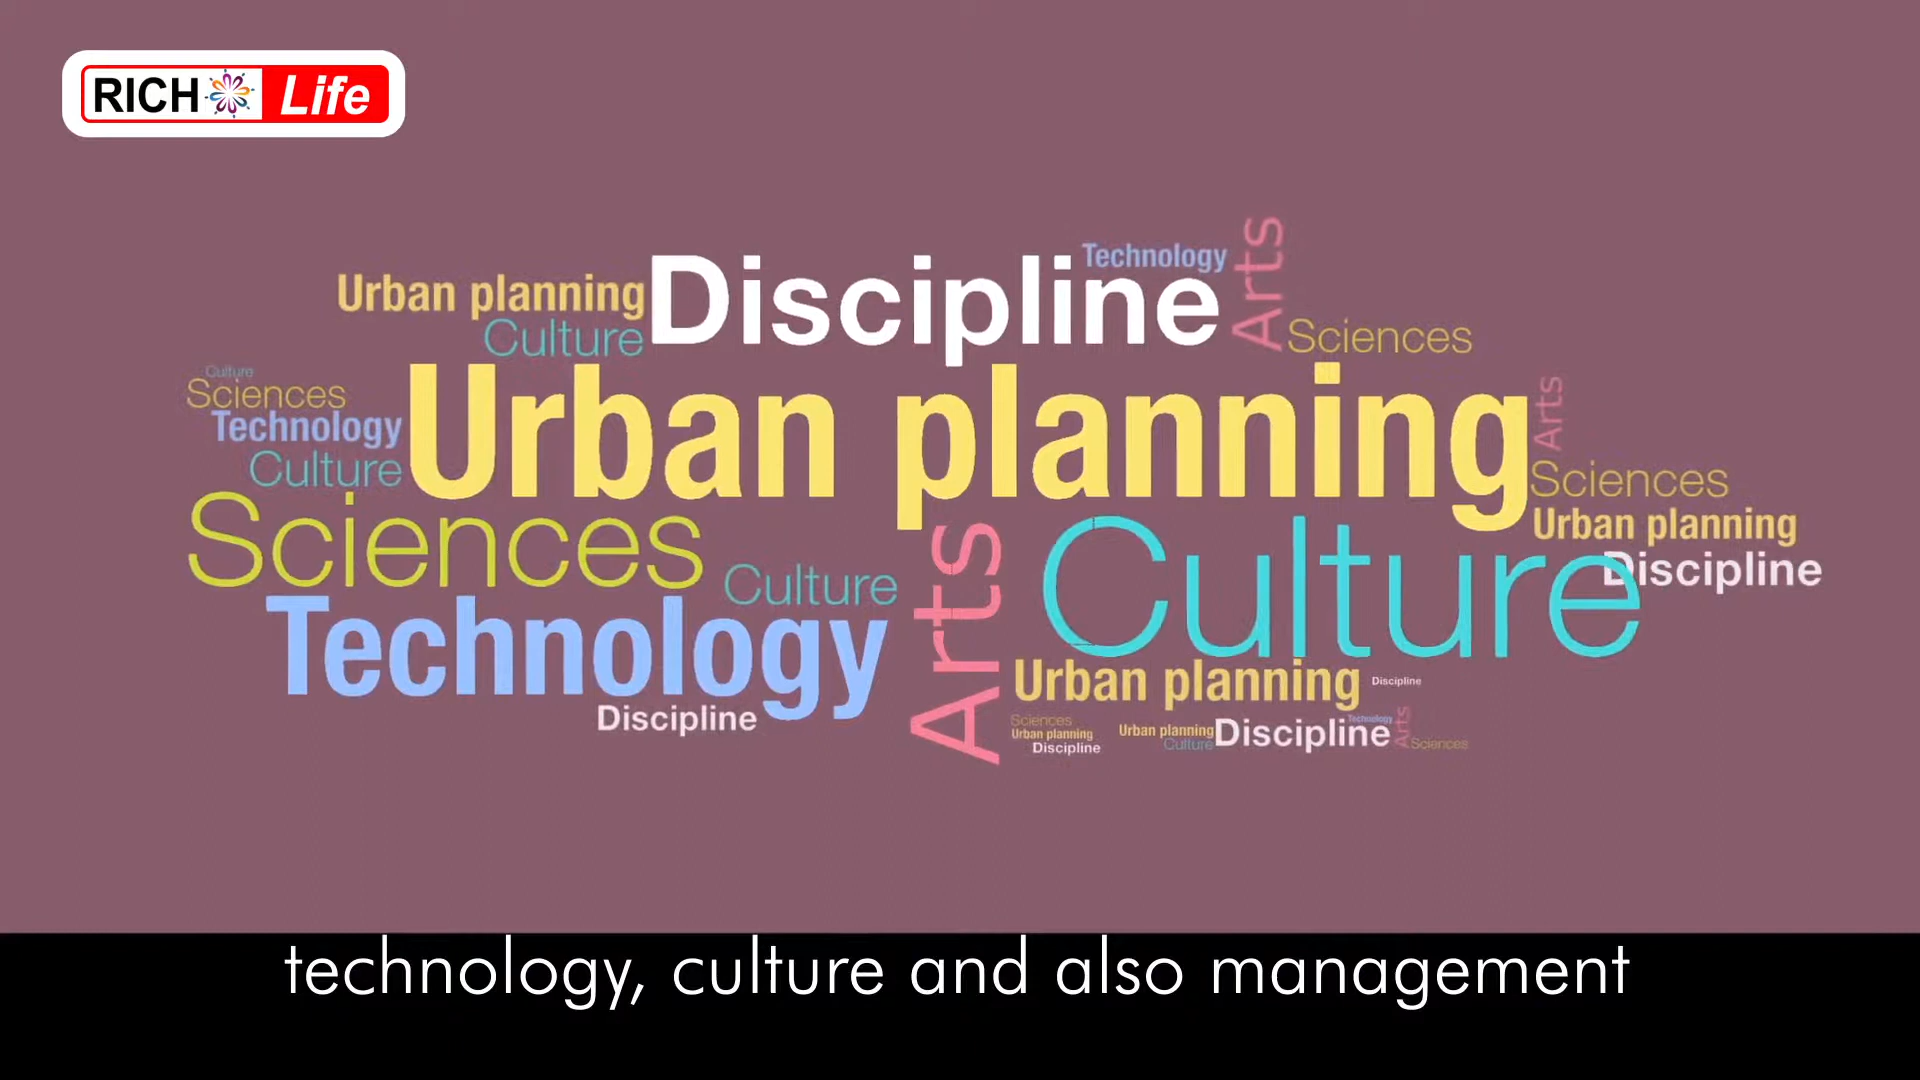 RICH Life
Technology
Arts
Discipline
Urban planning
Culture
Sciences
Culture
Sciences
Technology
Culture
Urban planning
Arts
Sciences
Urban planning
Discipline
Sciences
Culture
Technology
Discipline
Arts
Culture
Urban planning
Discipline
Sciences
Urban planning
Discipline
Urban planning
Culture
Discipline
Technology
Arts
Sciences
technology, culture and also management